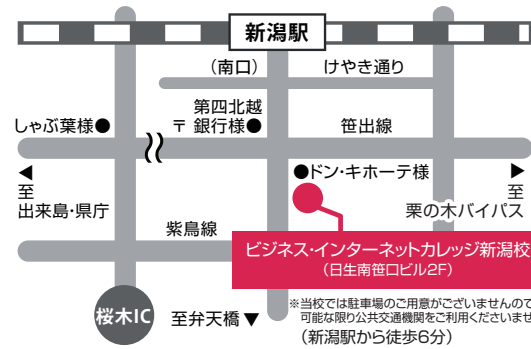 新潟駅
(南口)
けやき通り
第四北越
〒 銀行様●
しゃぶ葉様●
笹出線
●ドン・キホーテ様
◀
至
出来島・県庁
▶
至
栗の木バイパス
紫鳥線
ビジネス・インターネットカレッジ新潟校
(日生南笹口ビル2F)
桜木IC
至弁天橋▼
※当校では駐車場のご用意がございませんので
可能な限り公共交通機関をご利用くださいませ
(新潟駅から徒歩6分)